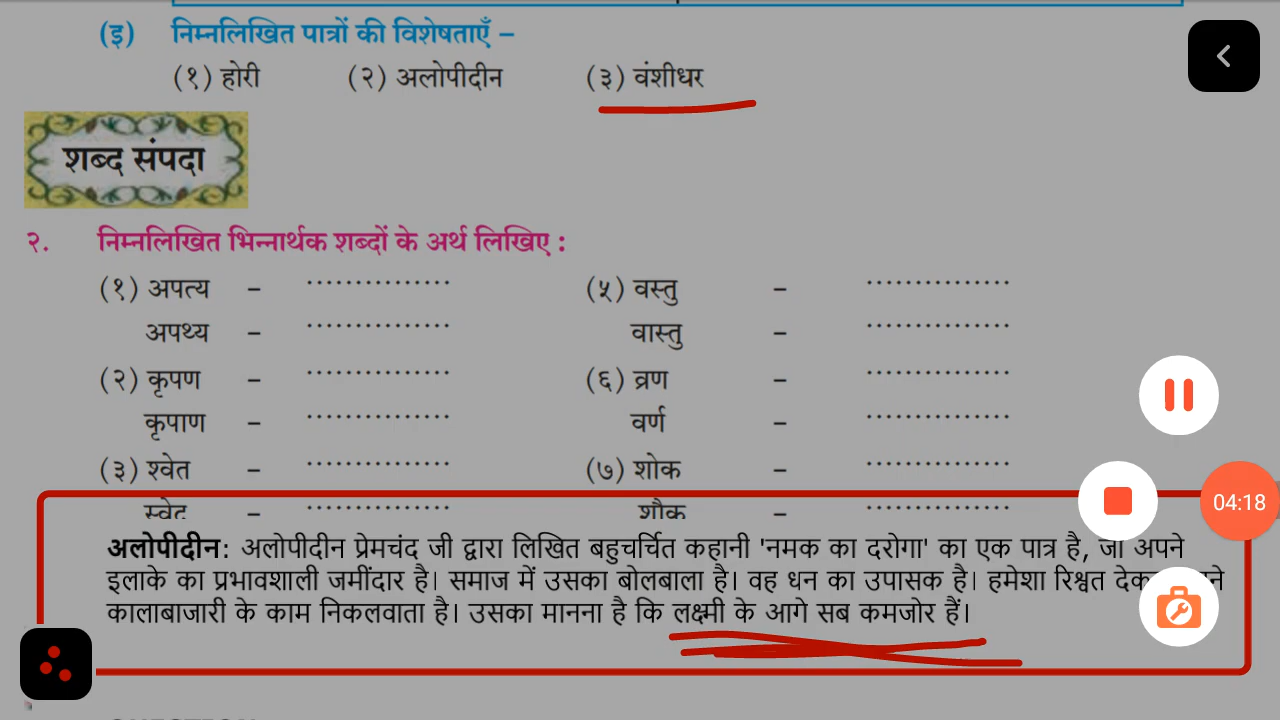 (इ) निम्नलिखित पात्रों की विशेषताएँ –
(१) होरी (२) अलोपीदीन (३) वंशीधर
शब्द संपदा
२. निम्नलिखित भिन्नार्थक शब्दों के अर्थ लिखिए :
(१) अपत्य – ............... (५) वस्तु – ...............
अपथ्य – ............... वास्तु – ...............
(२) कृपण – ............... (६) व्रण – ...............
कृपाण – ............... वर्ण – ...............
(३) श्वेत – ............... (७) शोक – ...............
स्वेद – ............... शौक – ...............
अलोपीदीन: अलोपीदीन प्रेमचंद जी द्वारा लिखित बहुचर्चित कहानी 'नमक का दरोगा' का एक पात्र है, जो अपने
इलाके का प्रभावशाली जमींदार है। समाज में उसका बोलबाला है। वह धन का उपासक है। हमेशा रिश्वत
कालाबाजारी के काम निकलवाता है। उसका मानना है कि लक्ष्मी के आगे सब कमजोर हैं।
04:18